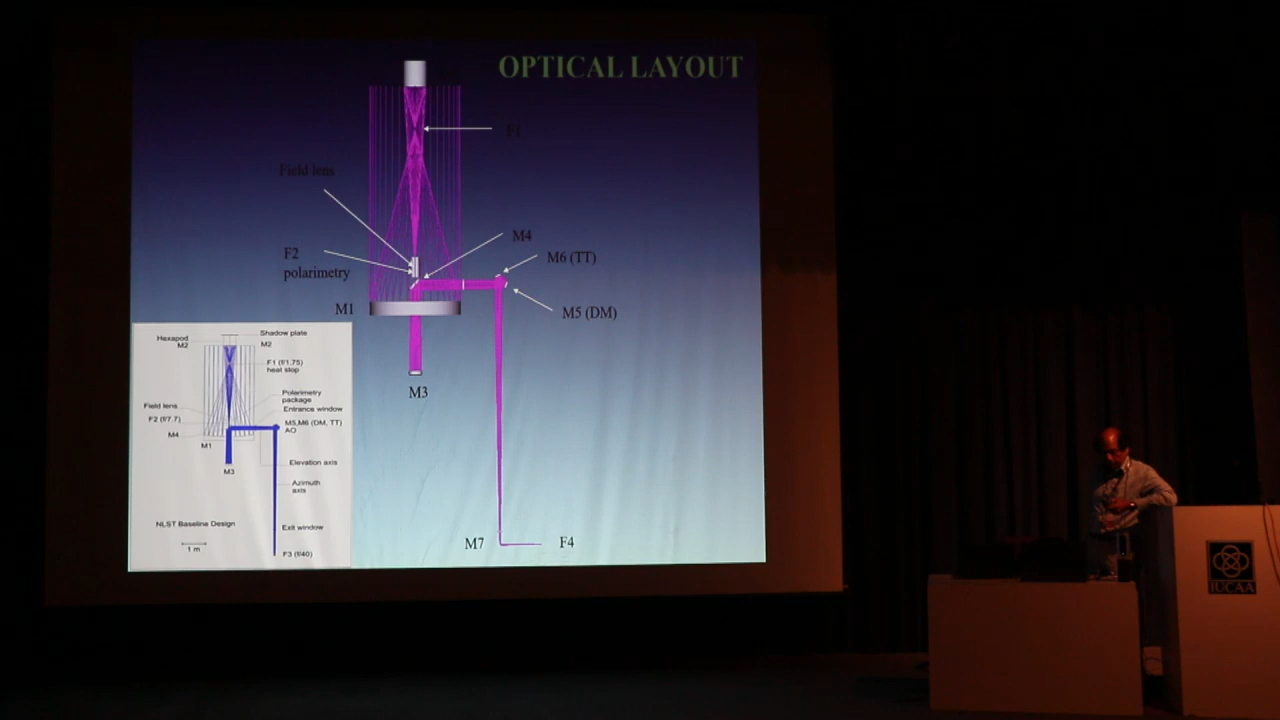 OPTICAL LAYOUT
F1
Field lens
M4
F2
polarimetry
M6 (TT)
M1
M5 (DM)
M3
M7
F4
Hexapod
M2
Shadow plate
M2
F1 (f/1.75)
heat stop
Polarimetry
package
Field lens
Entrance window
F2 (f/7.7)
M5,M6 (DM, TT)
AO
M4
M1
Elevation axis
M3
Azimuth
axis
NLST Baseline Design
Exit window
1 m
F3 (f/40)
IUCAA